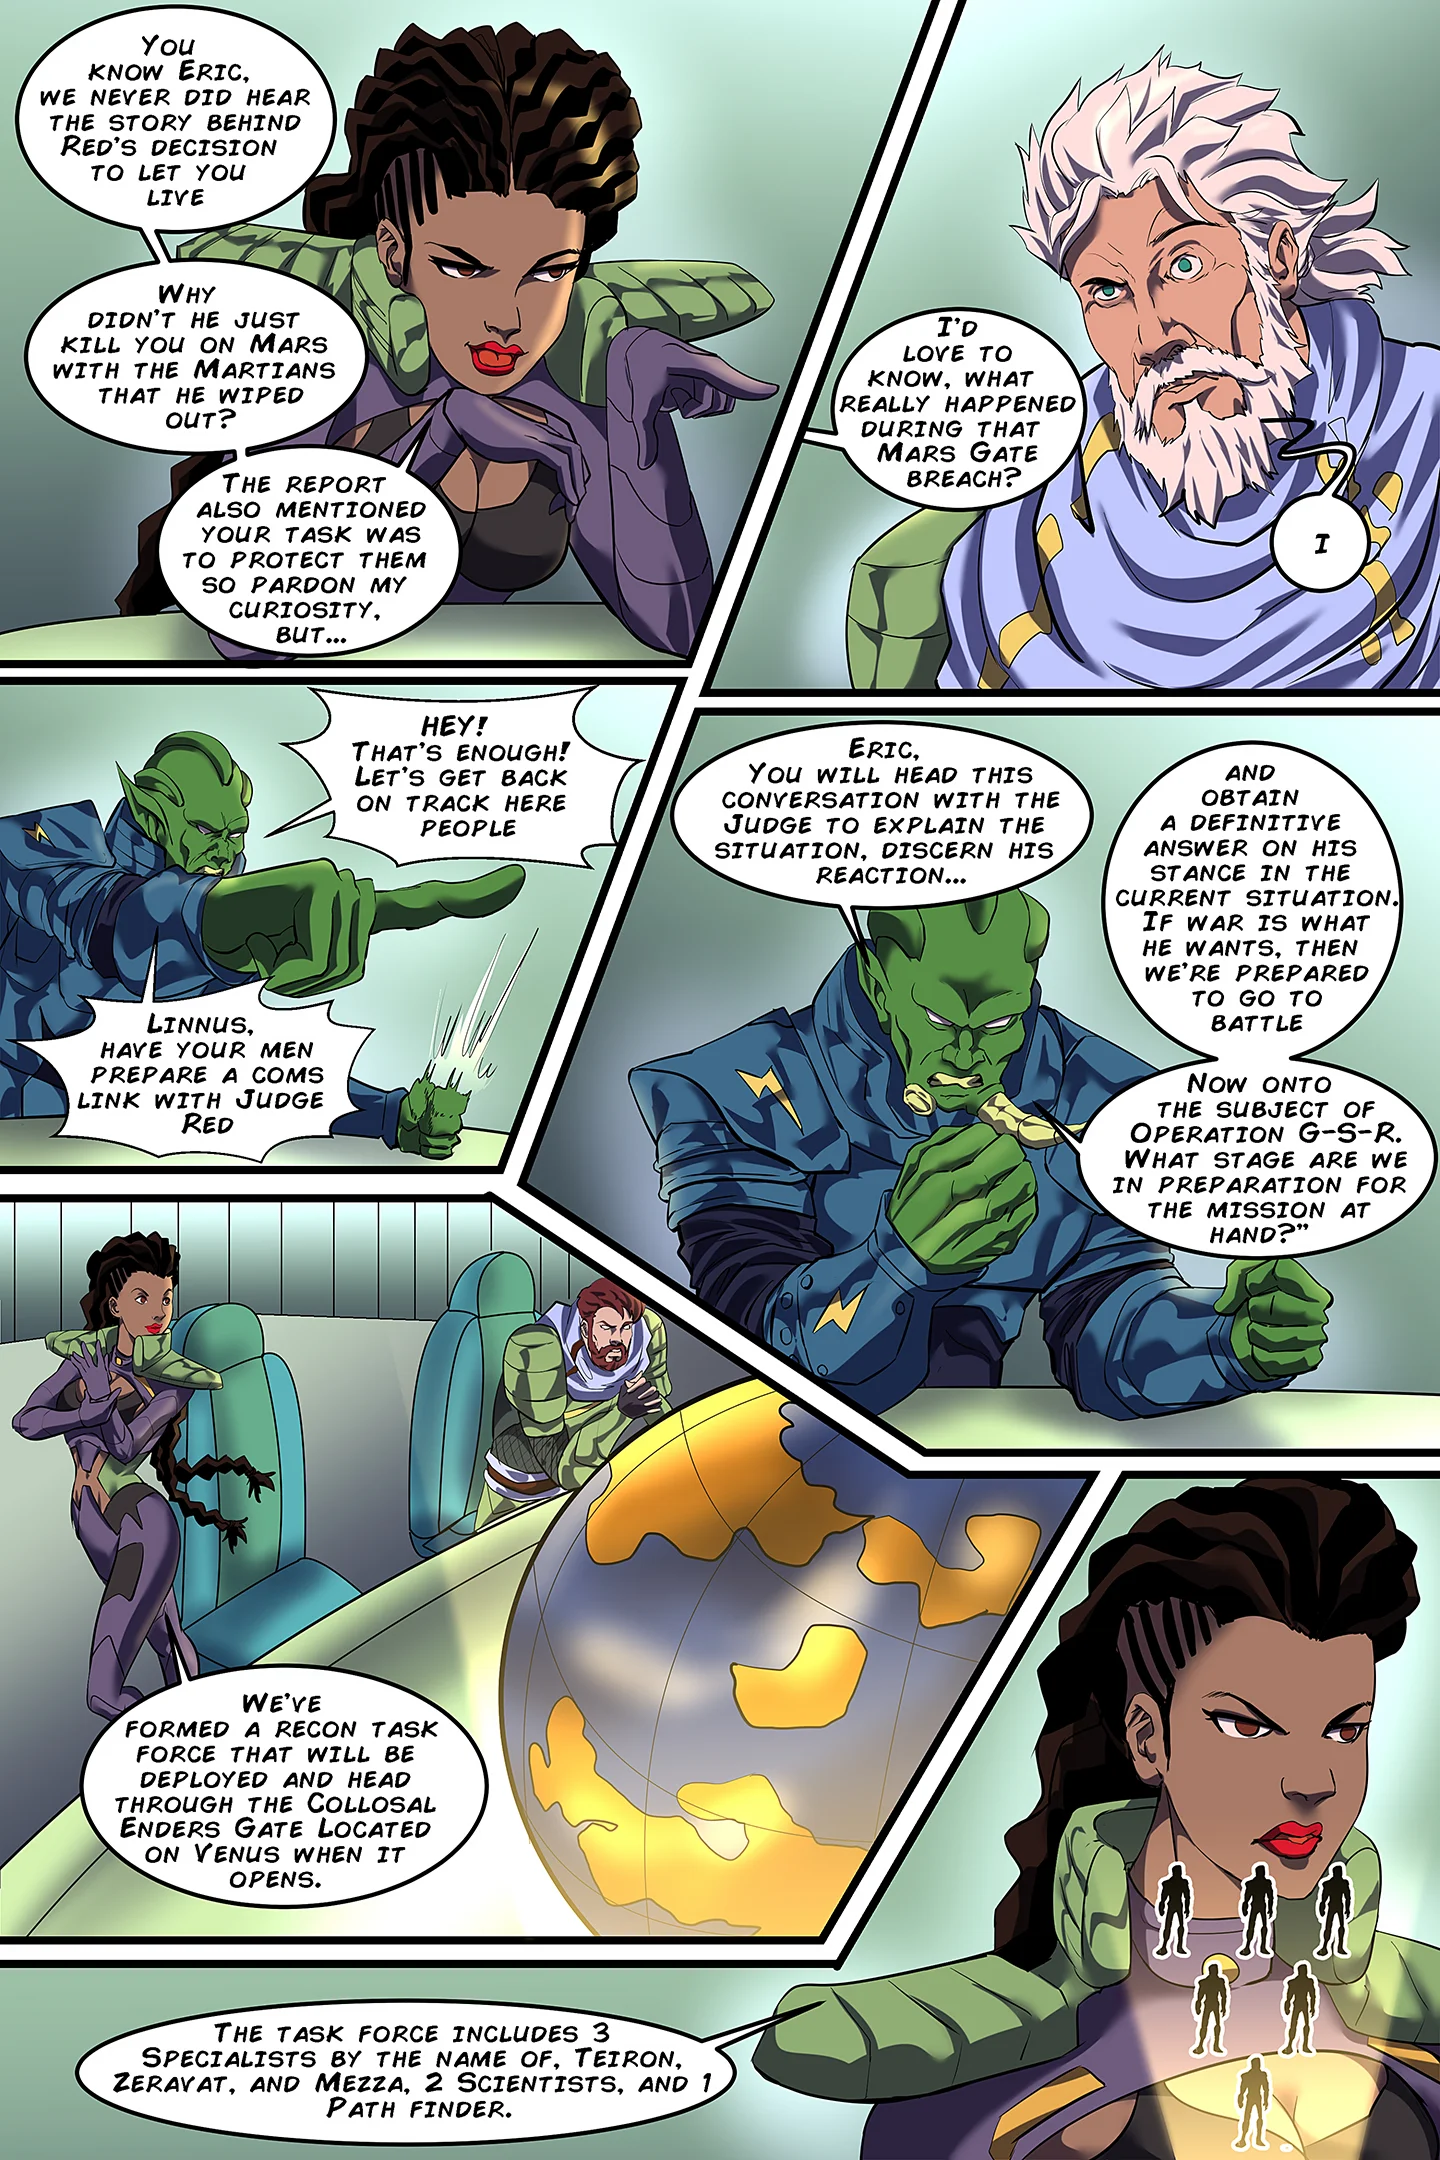 You
know Eric,
we never did hear
the story behind
Red's decision
to let you
live
Why
didn't he just
kill you on Mars
with the Martians
that he wiped
out?
The report
also mentioned
your task was
to protect them
so pardon my
curiosity,
but...
I'd
love to
know, what
really happened
during that
Mars Gate
breach?
I
HEY!
That's enough!
Let's get back
on track here
people
Linnus,
have your men
prepare a coms
link with Judge
Red
Eric,
You will head this
conversation with the
Judge to explain the
situation, discern his
reaction...
and
obtain
a definitive
answer on his
stance in the
current situation.
If war is what
he wants, then
we're prepared
to go to
battle
Now onto
the subject of
Operation G-S-R.
What stage are we
in preparation for
the mission at
hand?"
We've
formed a recon task
force that will be
deployed and head
through the Collosal
Enders Gate Located
on Venus when it
opens.
The task force includes 3
Specialists by the name of, Teiron,
Zeravat, and Mezza, 2 Scientists, and 1
Path finder.